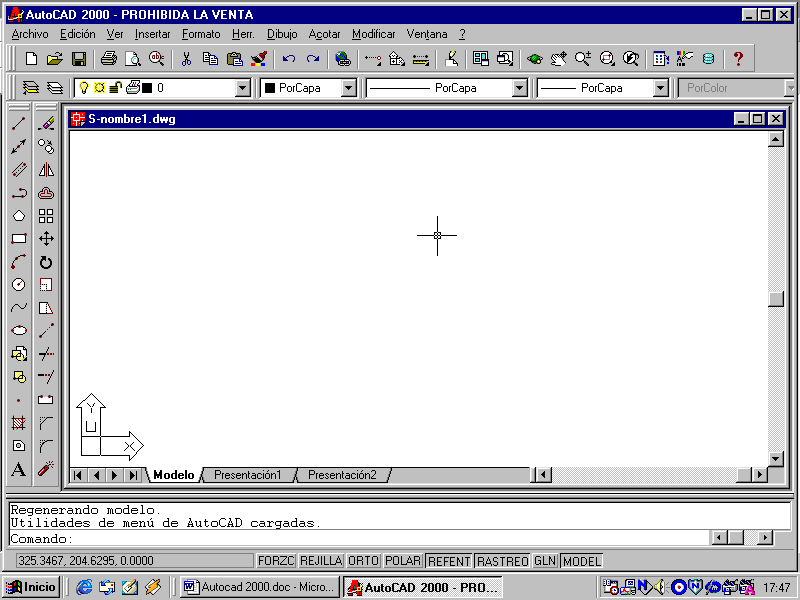 AutoCAD 2000 - PROHIBIDA LA VENTA
Archivo Edición Ver Insertar Formato Herr. Dibujo Acotar Modificar Ventana ?
0 PorCapa PorCapa PorCapa PorColor
S-nombre1.dwg
Y
X
A
Modelo Presentación1 Presentación2
Regenerando modelo.
Utilidades de menú de AutoCAD cargadas.
Comando:
325.3467, 204.6295, 0.0000 FORZC REJILLA ORTO POLAR REFENT RASTREO GLN MODEL
Inicio Autocad 2000.doc - Micro... AutoCAD 2000 - PRO... 17:47